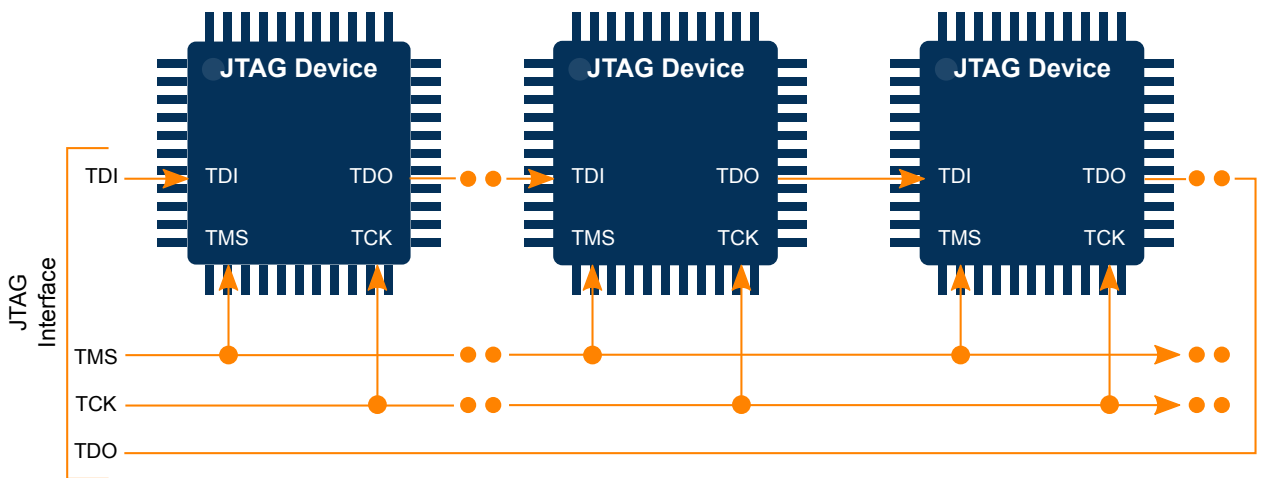 JTAG Device
JTAG Device
JTAG Device
TDI
TDI
TDO
TDI
TDO
TDI
TDO
TMS
TCK
TMS
TCK
TMS
TCK
JTAG
Interface
TMS
TCK
TDO